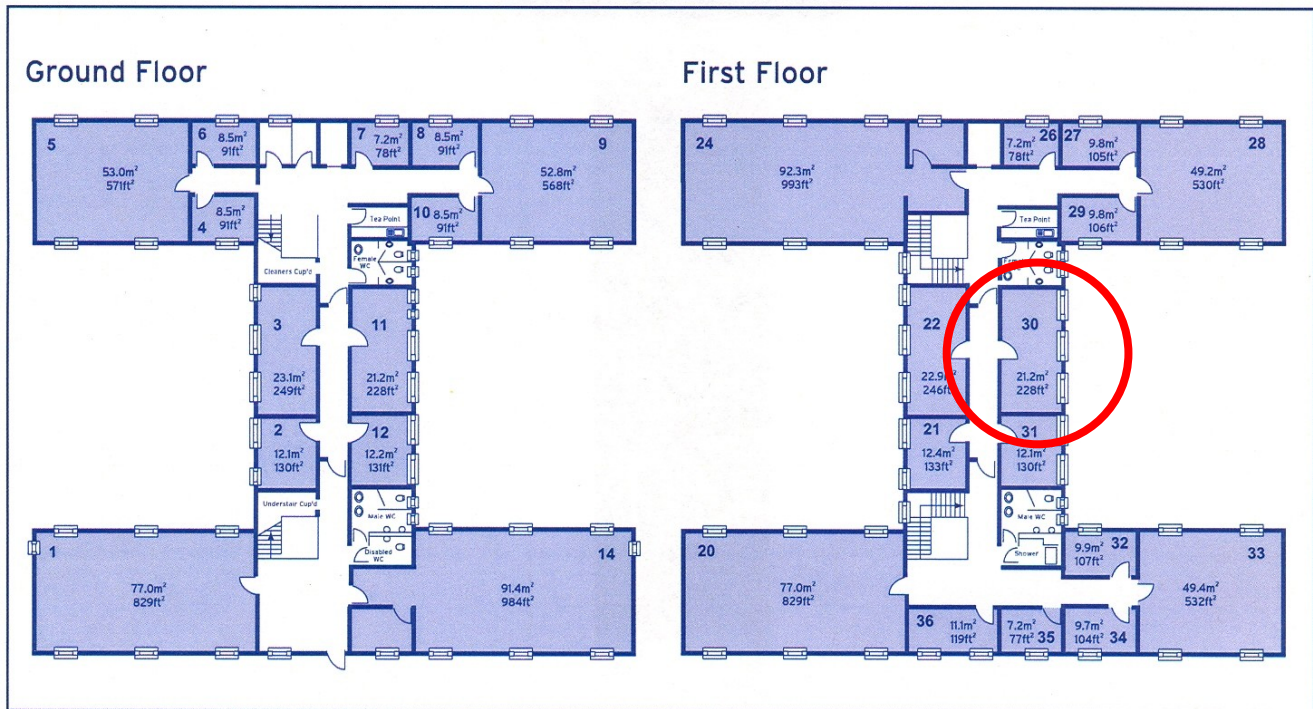 Ground Floor
5
53.0m²
571ft²
6
8.5m²
91ft²
7
7.2m²
78ft²
8
8.5m²
91ft²
9
52.8m²
568ft²
4
8.5m²
91ft²
10
8.5m²
91ft²
Tea Point
Female
WC
Cleaners Cup'd
3
23.1m²
249ft²
11
21.2m²
228ft²
2
12.1m²
130ft²
12
12.2m²
131ft²
Understair Cup'd
Male WC
Disabled
WC
1
77.0m²
829ft²
14
91.4m²
984ft²
First Floor
24
92.3m²
993ft²
26
7.2m²
78ft²
27
9.8m²
105ft²
28
49.2m²
530ft²
29
9.8m²
106ft²
Tea Point
Female
WC
22
22.9m²
246ft²
30
21.2m²
228ft²
21
12.4m²
133ft²
31
12.1m²
130ft²
Male WC
Shower
20
77.0m²
829ft²
32
9.9m²
107ft²
33
49.4m²
532ft²
36
11.1m²
119ft²
35
7.2m²
77ft²
34
9.7m²
104ft²